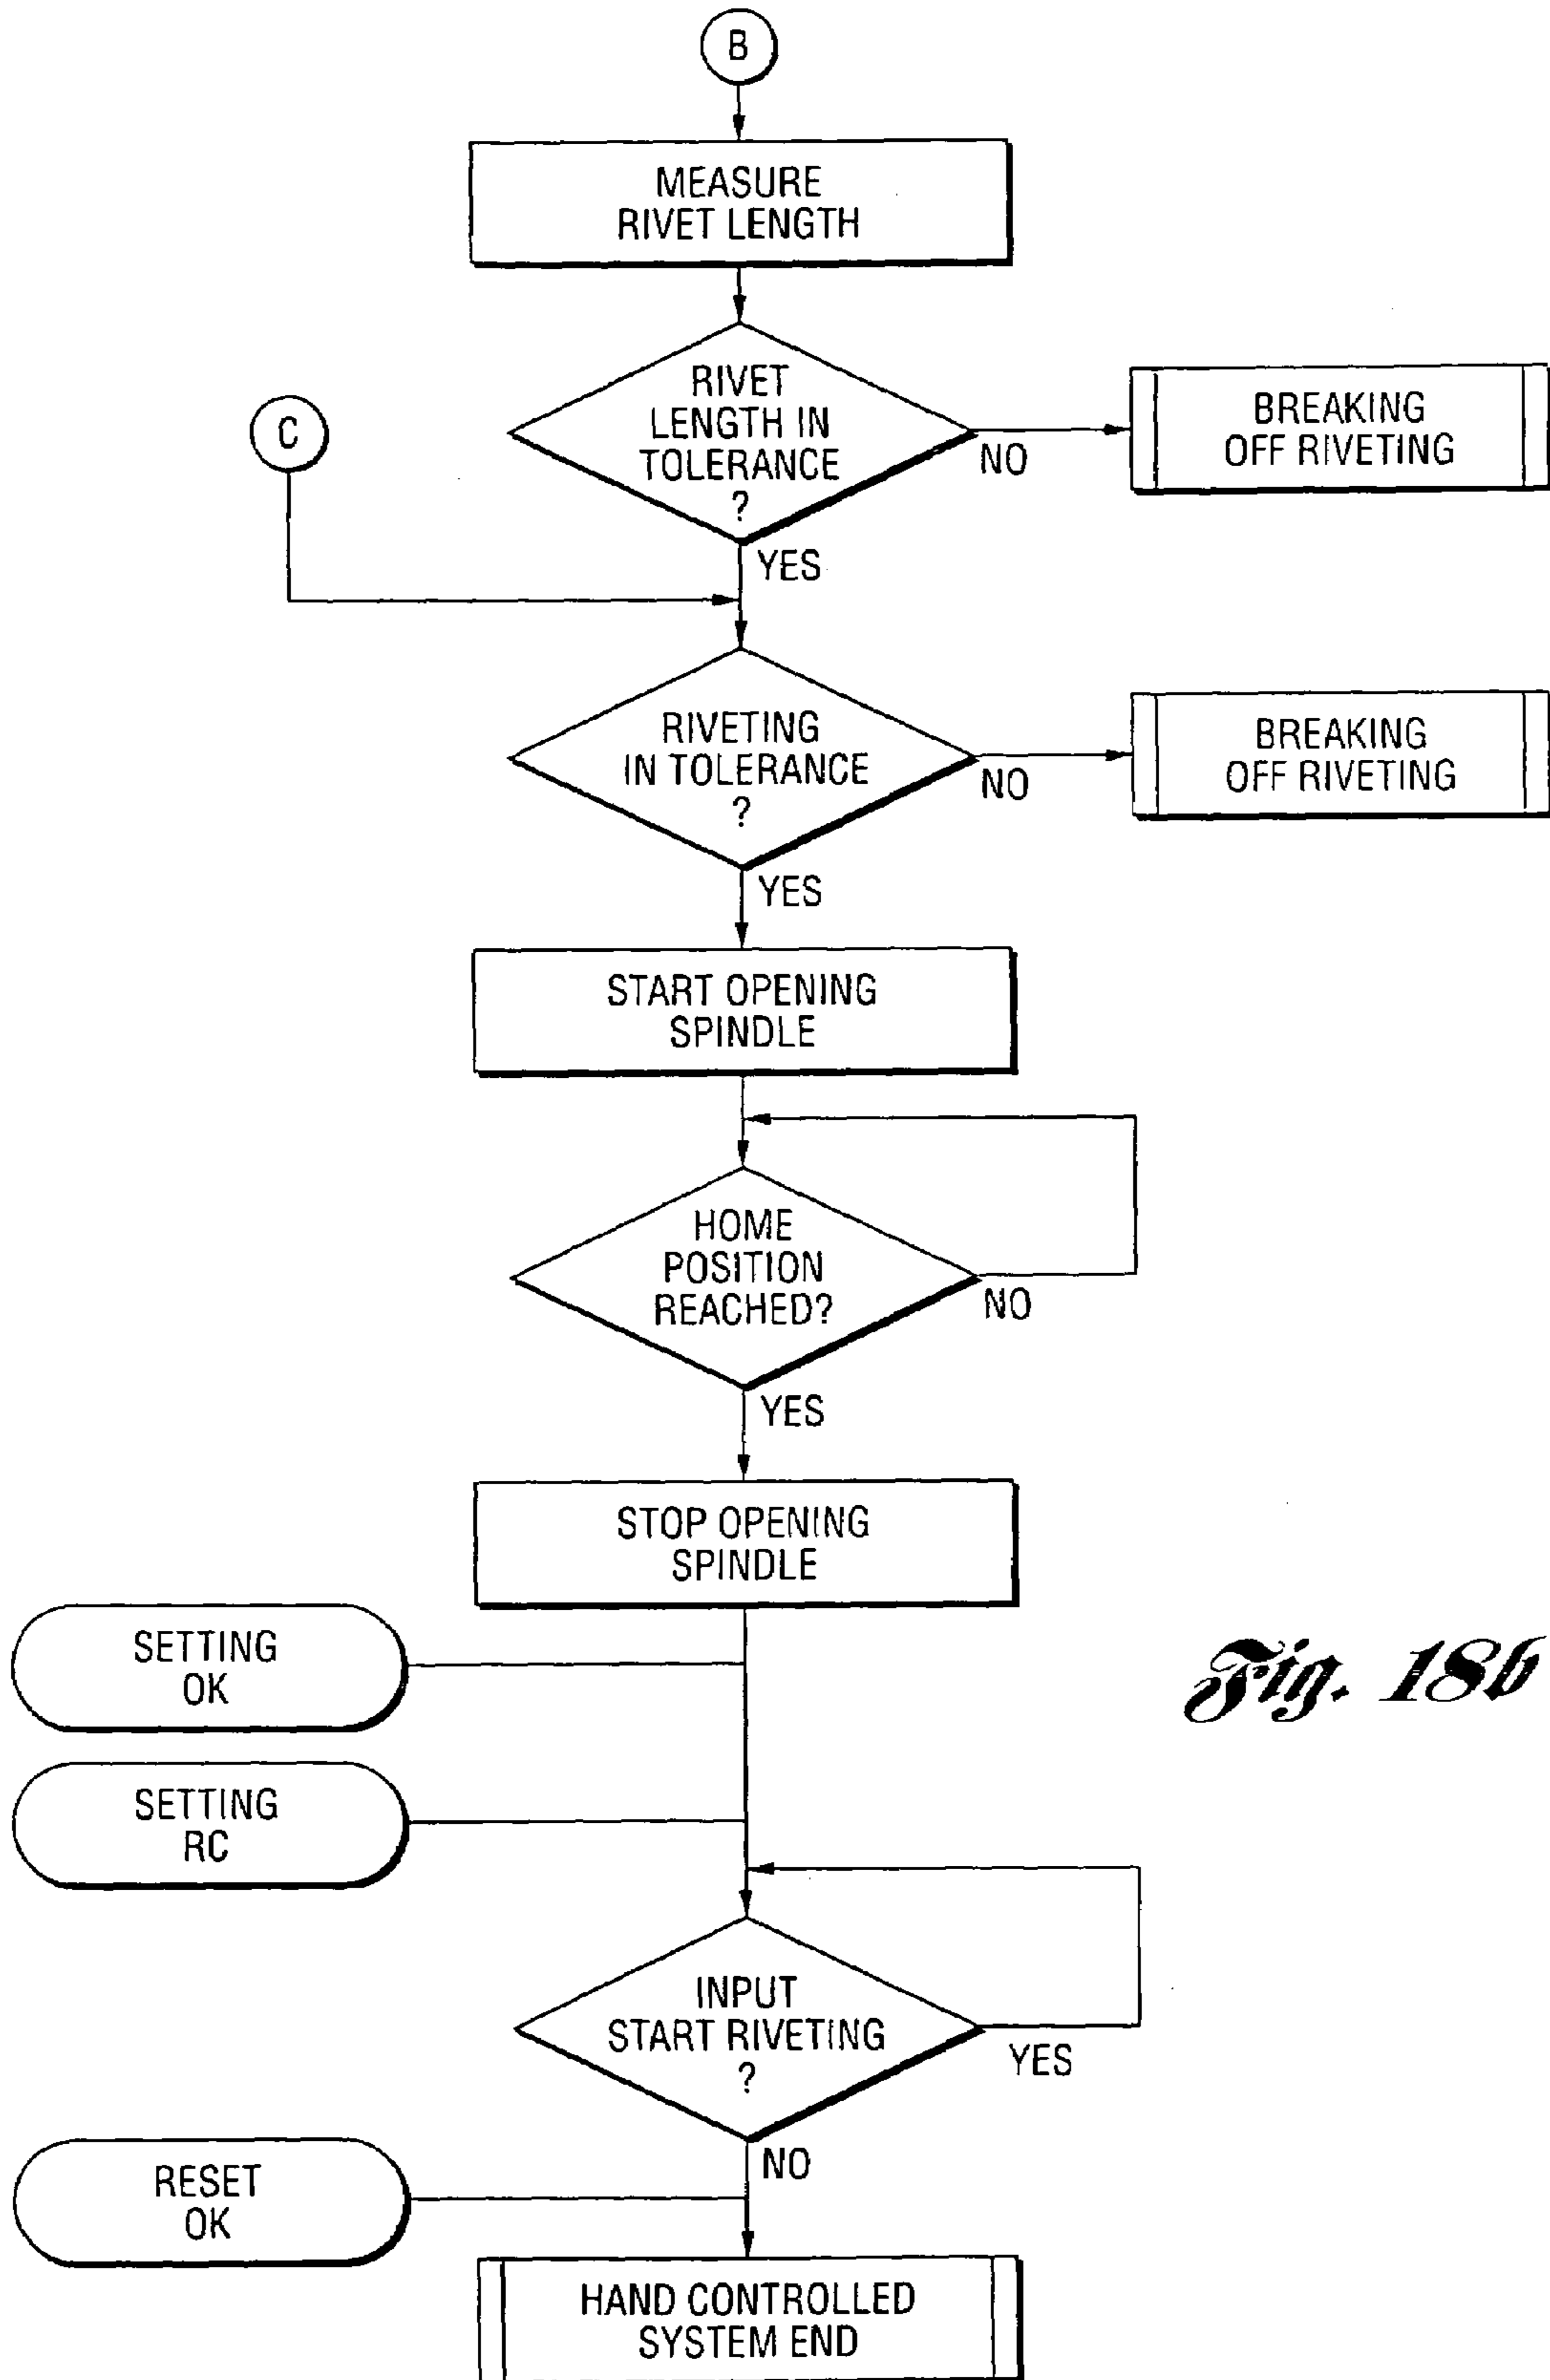 B
MEASURE
RIVET LENGTH
RIVET
LENGTH IN
TOLERANCE
?
NO
BREAKING
OFF RIVETING
C
YES
RIVETING
IN TOLERANCE
?
NO
BREAKING
OFF RIVETING
YES
START OPENING
SPINDLE
HOME
POSITION
REACHED?
NO
YES
STOP OPENING
SPINDLE
SETTING
OK
Fig. 18b
SETTING
RC
INPUT
START RIVETING
?
YES
NO
RESET
OK
HAND CONTROLLED
SYSTEM END